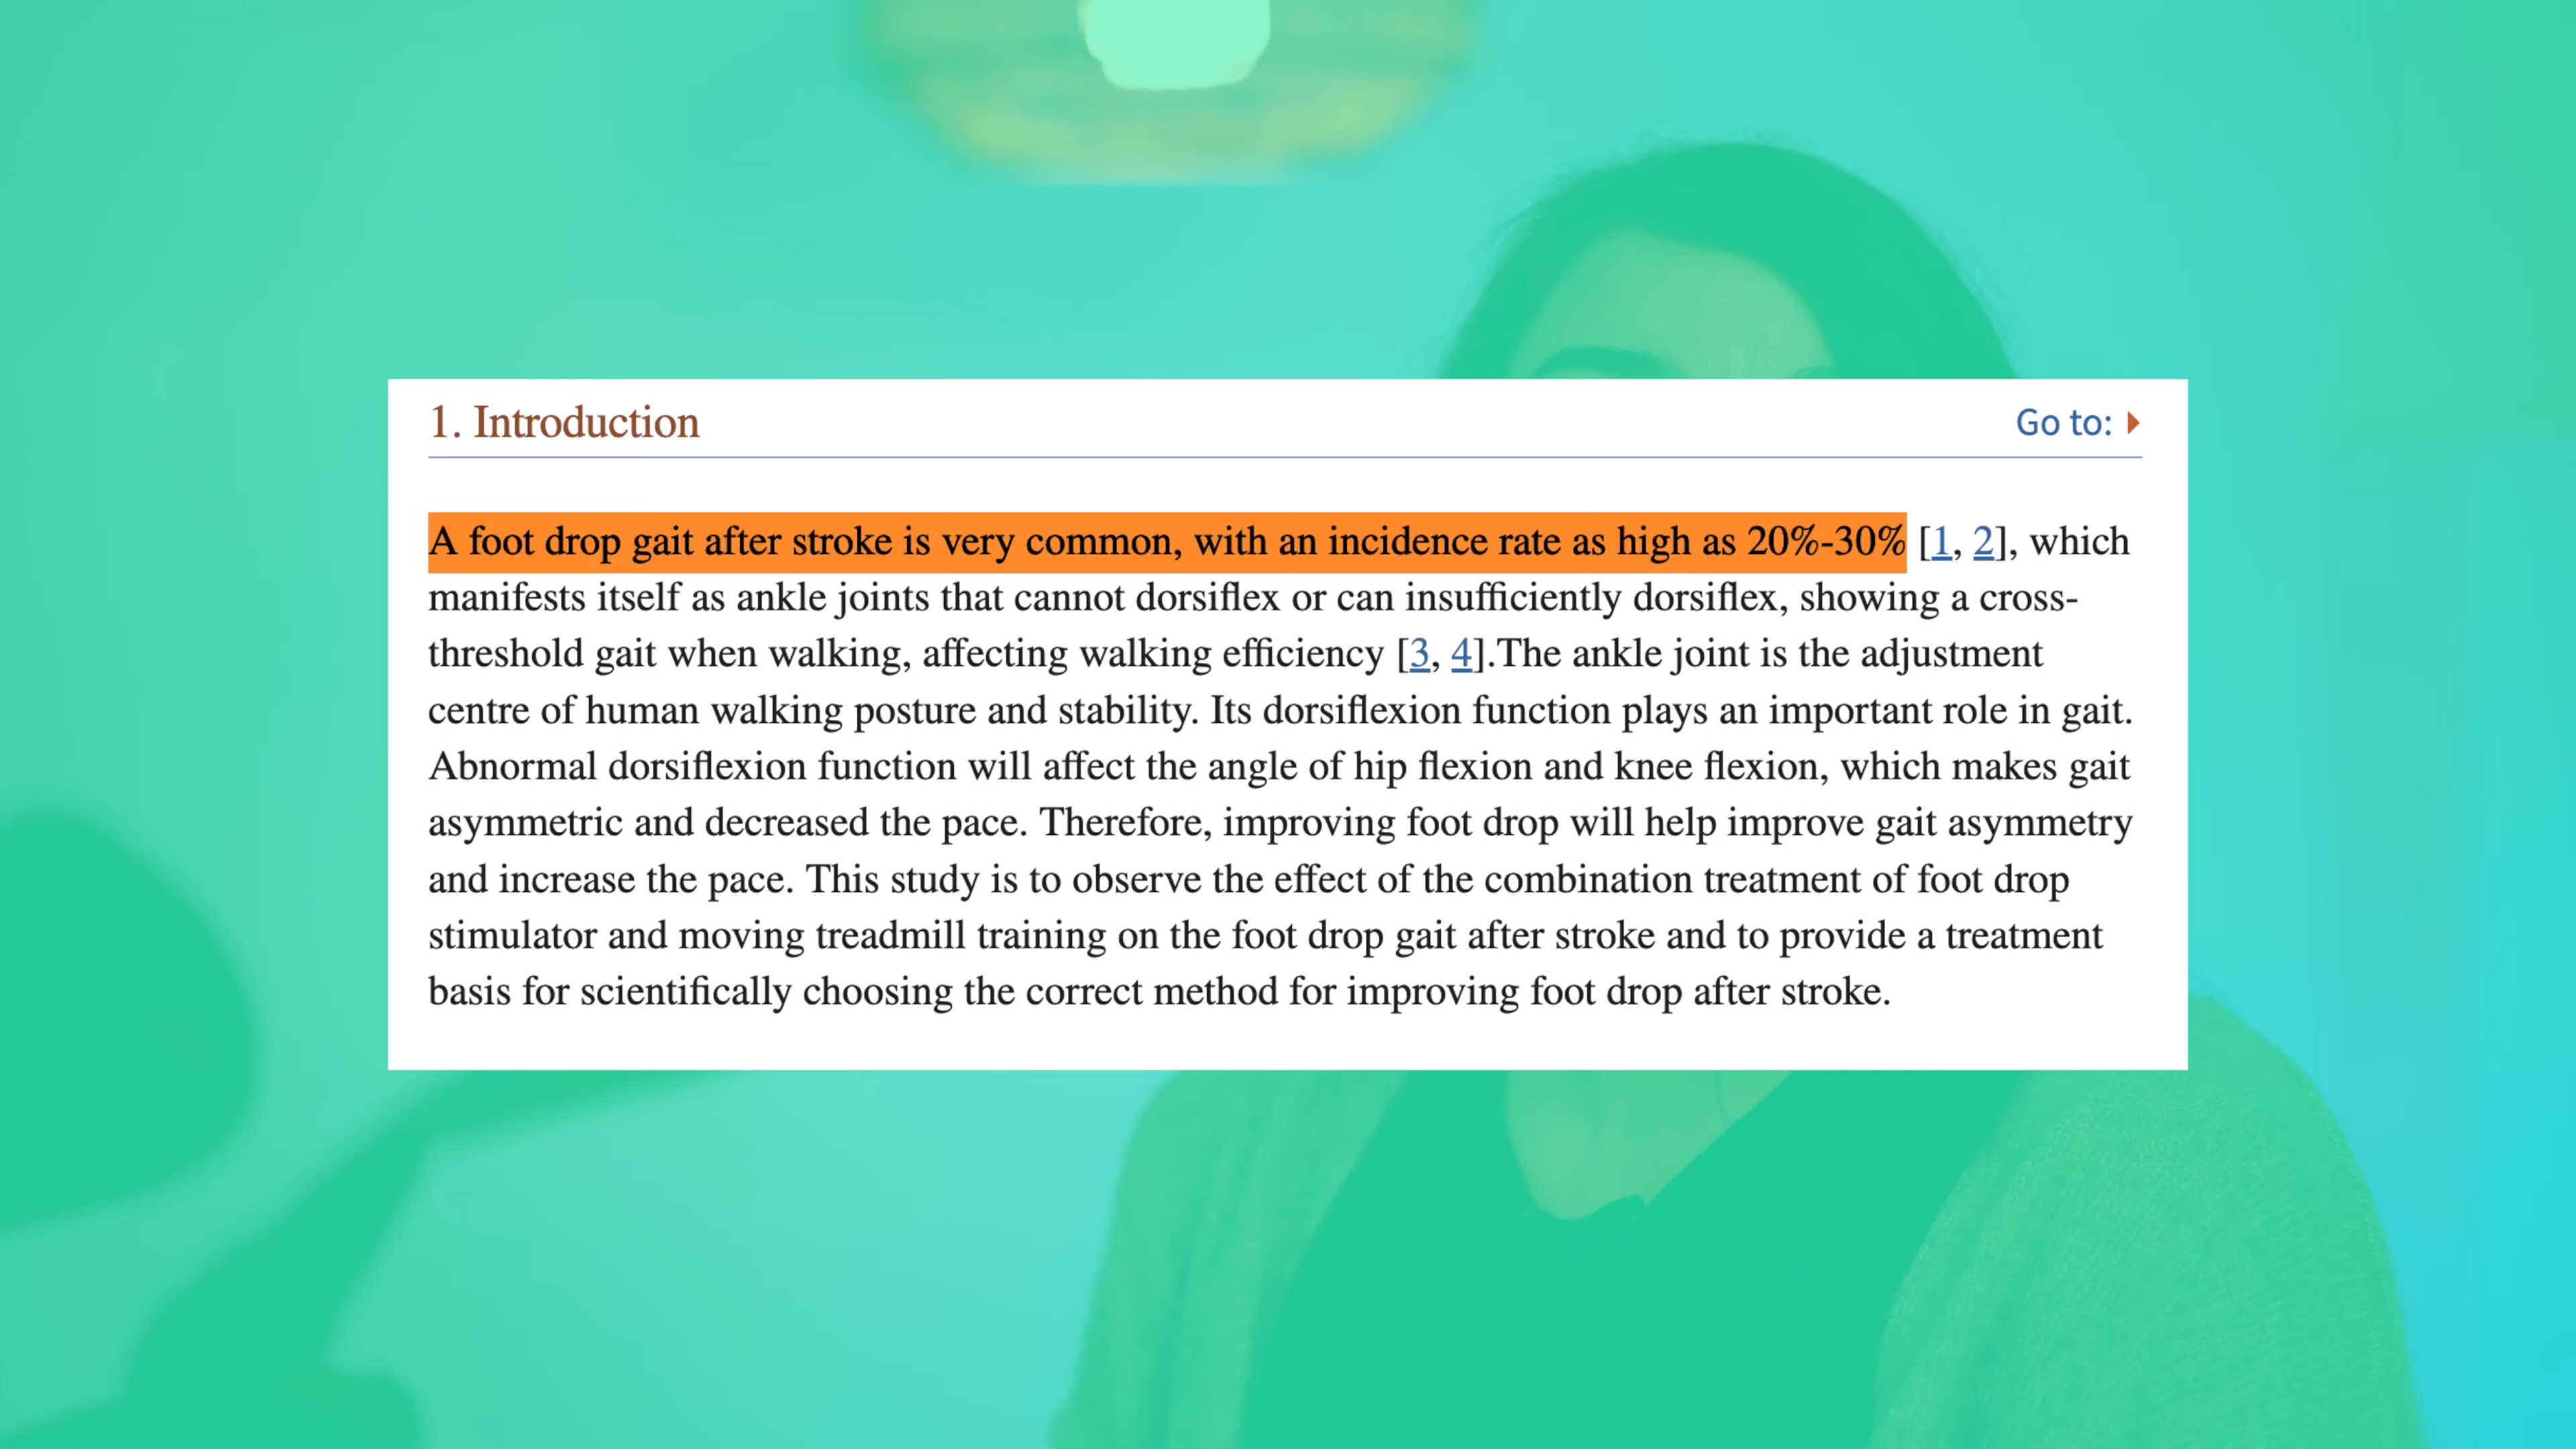 1. Introduction
Go to:
A foot drop gait after stroke is very common, with an incidence rate as high as 20%-30% [1, 2], which
manifests itself as ankle joints that cannot dorsiflex or can insufficiently dorsiflex, showing a cross-
threshold gait when walking, affecting walking efficiency [3, 4].The ankle joint is the adjustment
centre of human walking posture and stability. Its dorsiflexion function plays an important role in gait.
Abnormal dorsiflexion function will affect the angle of hip flexion and knee flexion, which makes gait
asymmetric and decreased the pace. Therefore, improving foot drop will help improve gait asymmetry
and increase the pace. This study is to observe the effect of the combination treatment of foot drop
stimulator and moving treadmill training on the foot drop gait after stroke and to provide a treatment
basis for scientifically choosing the correct method for improving foot drop after stroke.